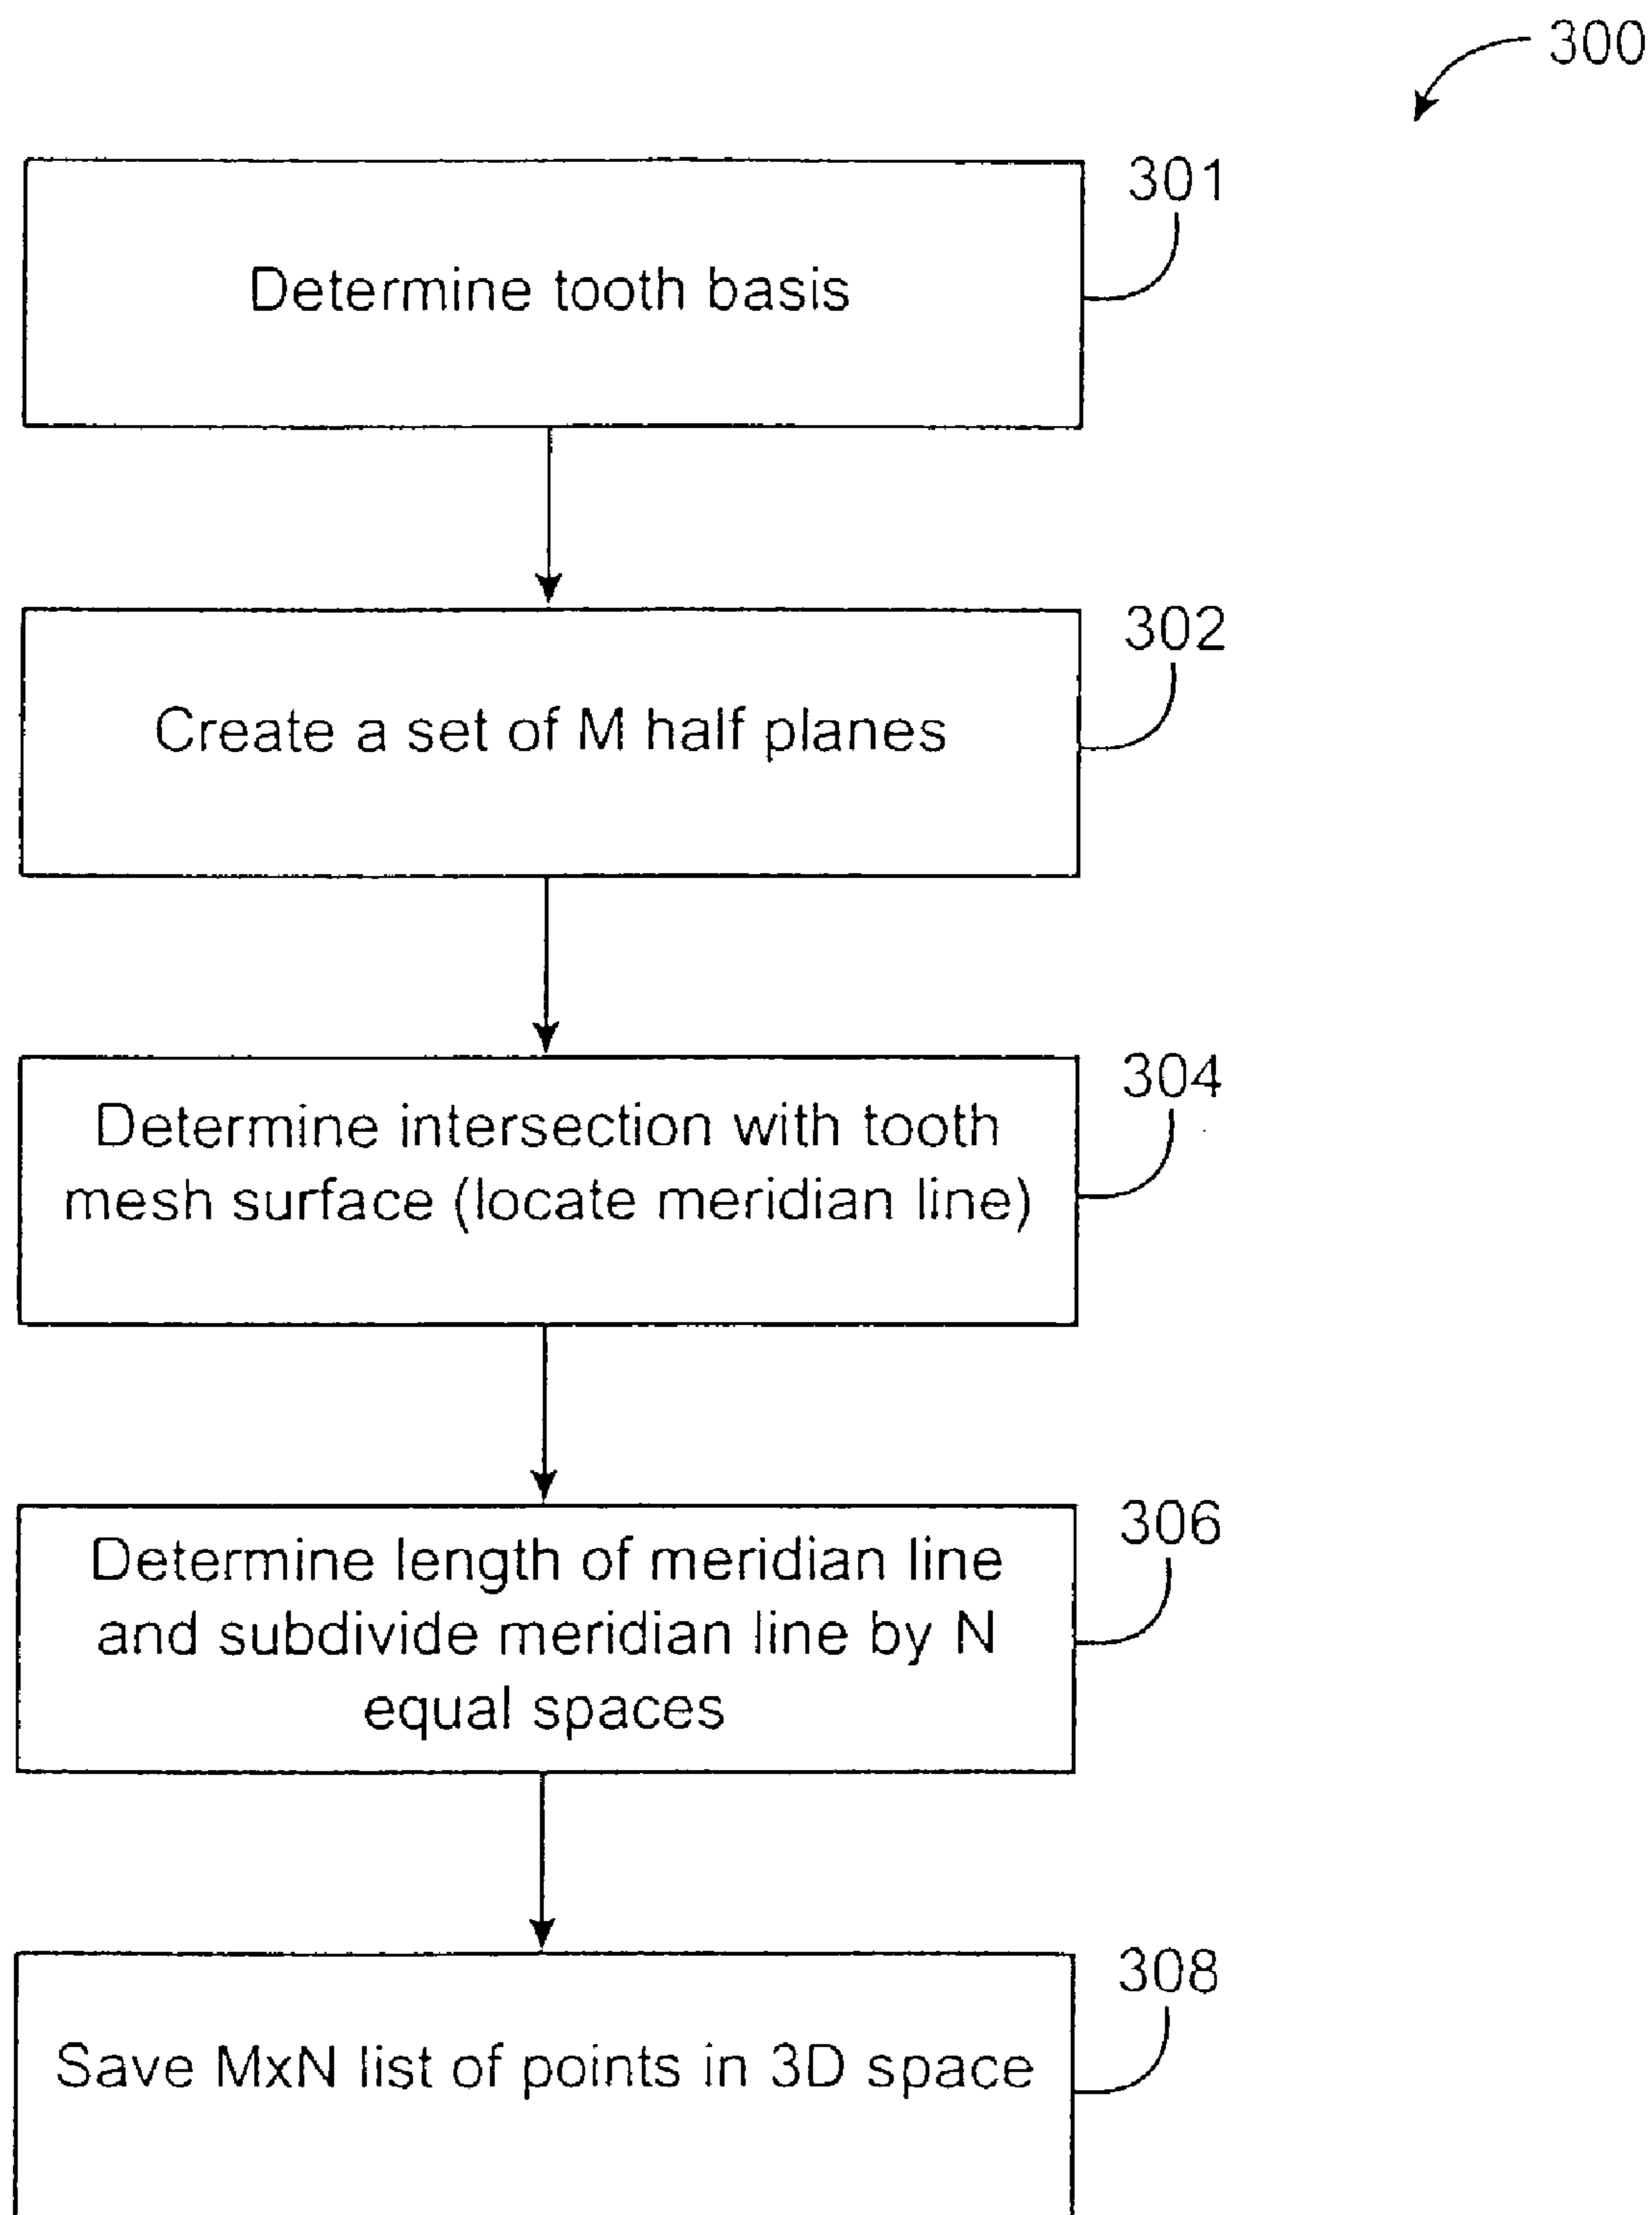 300
301
Determine tooth basis
302
Create a set of M half planes
304
Determine intersection with tooth
mesh surface (locate meridian line)
306
Determine length of meridian line
and subdivide meridian line by N
equal spaces
308
Save MxN list of points in 3D space